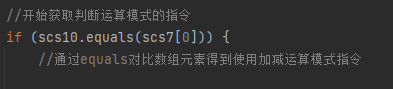 //开始获取判断运算模式的指令
if (scs10.equals(scs7[0])) {
//通过equals对比数组元素得到使用加减运算模式指令